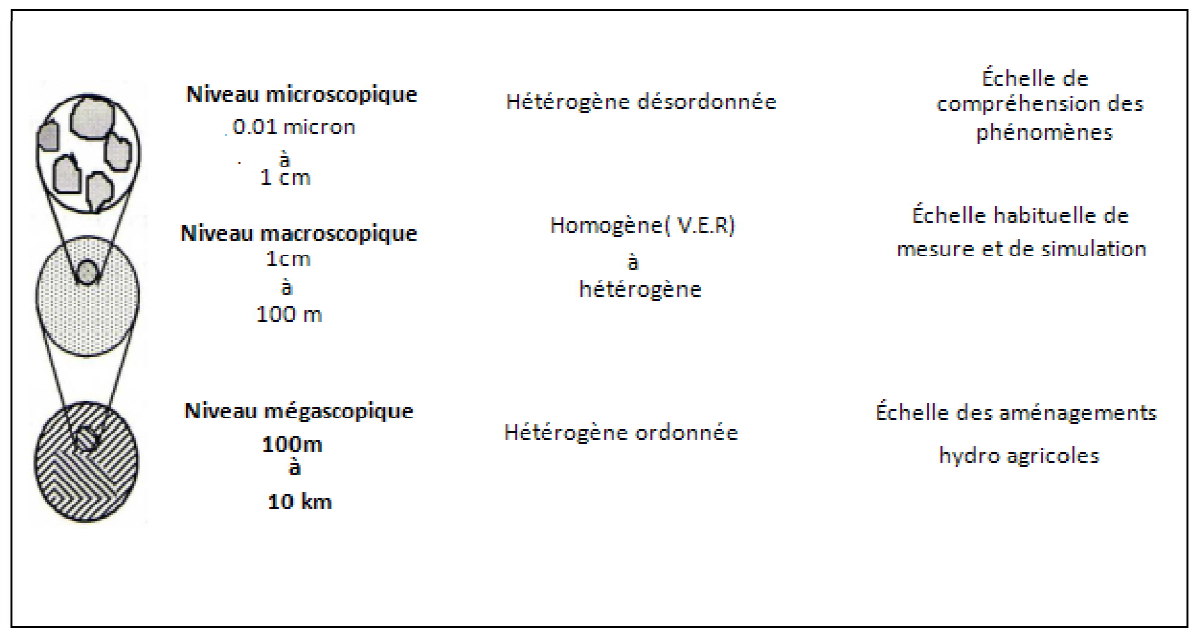 Niveau microscopique
0.01 micron
à
1 cm
Hétérogène désordonnée
Échelle de
compréhension des
phénomènes
Niveau macroscopique
1cm
à
100 m
Homogène( V.E.R)
à
hétérogène
Échelle habituelle de
mesure et de simulation
Niveau mégascopique
100m
à
10 km
Hétérogène ordonnée
Échelle des aménagements
hydro agricoles